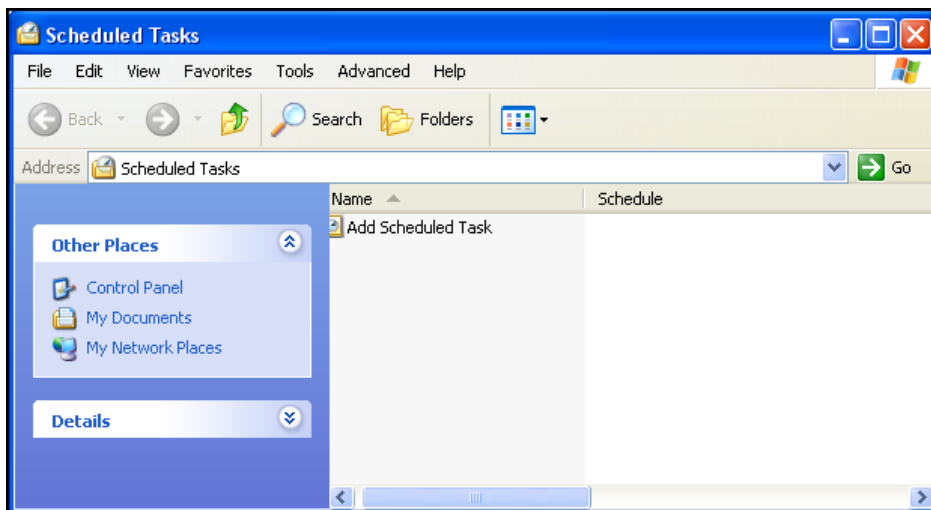 Scheduled Tasks
File Edit View Favorites Tools Advanced Help
Back Search Folders
Address Scheduled Tasks Go
Name Schedule
Add Scheduled Task
Other Places
Control Panel
My Documents
My Network Places
Details